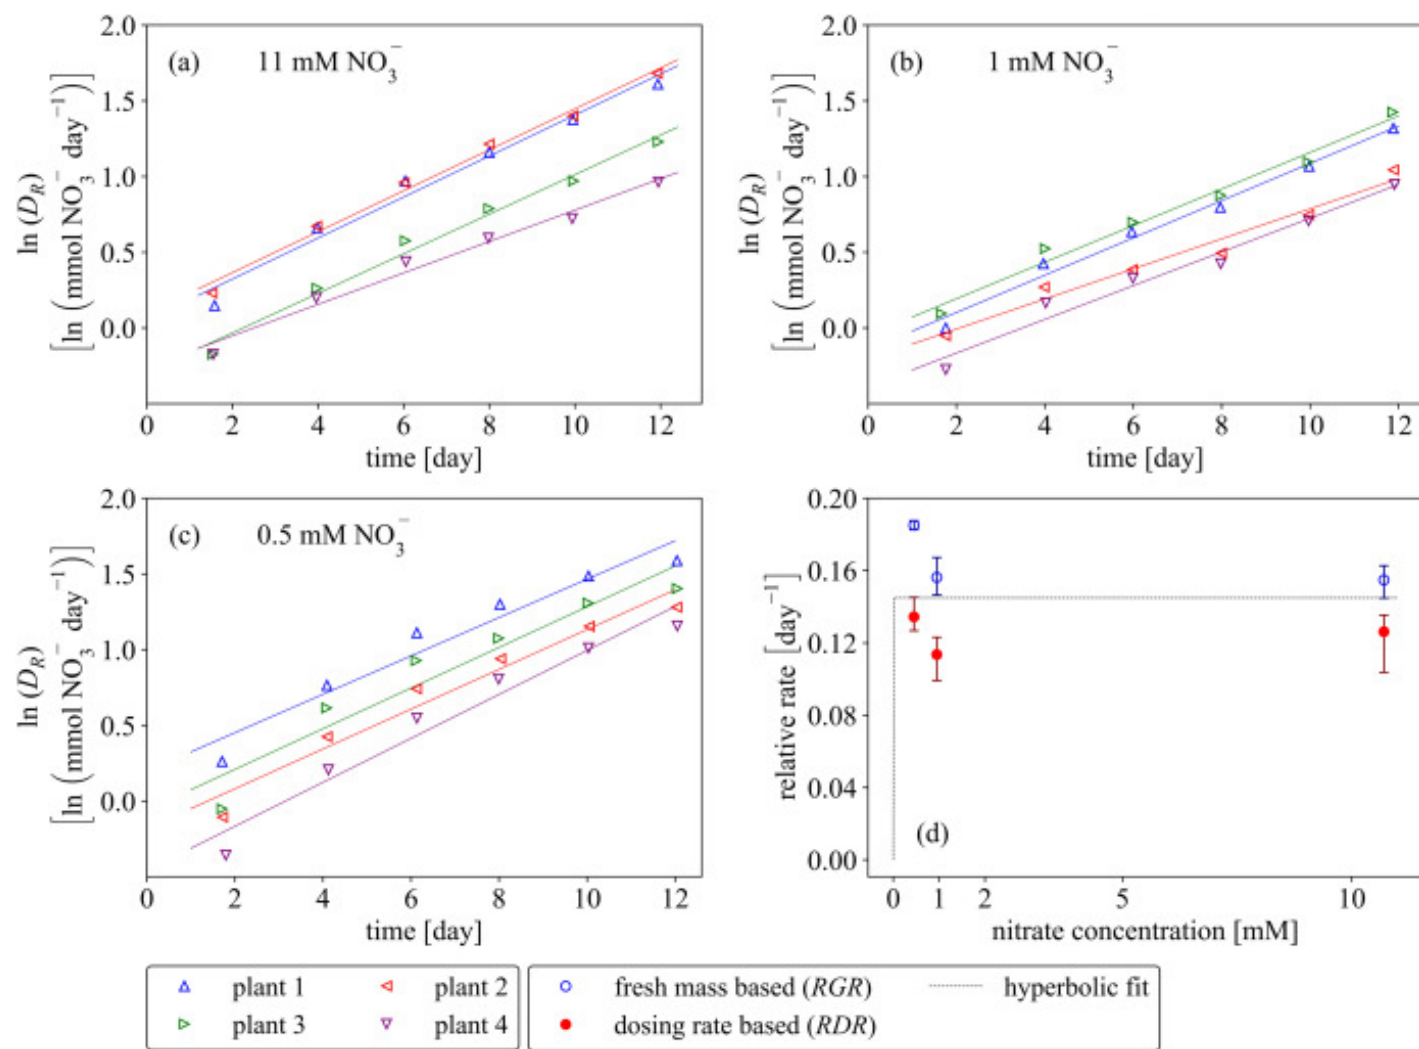 (a) 11 mM NO₃⁻
2.0
1.5
1.0
0.5
0.0
ln (D_R)
[ln (mmol NO₃⁻ day⁻¹)]
0 2 4 6 8 10 12
time [day]
(b) 1 mM NO₃⁻
2.0
1.5
1.0
0.5
0.0
ln (D_R)
[ln (mmol NO₃⁻ day⁻¹)]
0 2 4 6 8 10 12
time [day]
(c) 0.5 mM NO₃⁻
2.0
1.5
1.0
0.5
0.0
ln (D_R)
[ln (mmol NO₃⁻ day⁻¹)]
0 2 4 6 8 10 12
time [day]
0.20
0.16
0.12
0.08
0.04
0.00
relative rate [day⁻¹]
(d)
0 1 2 5 10
nitrate concentration [mM]
plant 1 plant 2
plant 3 plant 4
fresh mass based (RGR) hyperbolic fit
dosing rate based (RDR)